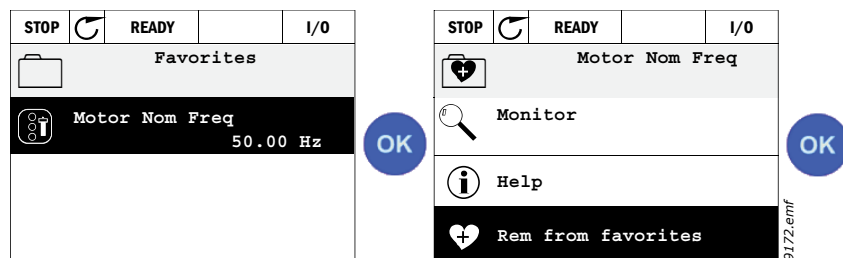 STOP READY I/O
Favorites
Motor Nom Freq
50.00 Hz
OK
STOP READY I/O
Motor Nom Freq
Monitor
Help
Rem from favorites
OK
9172.emf